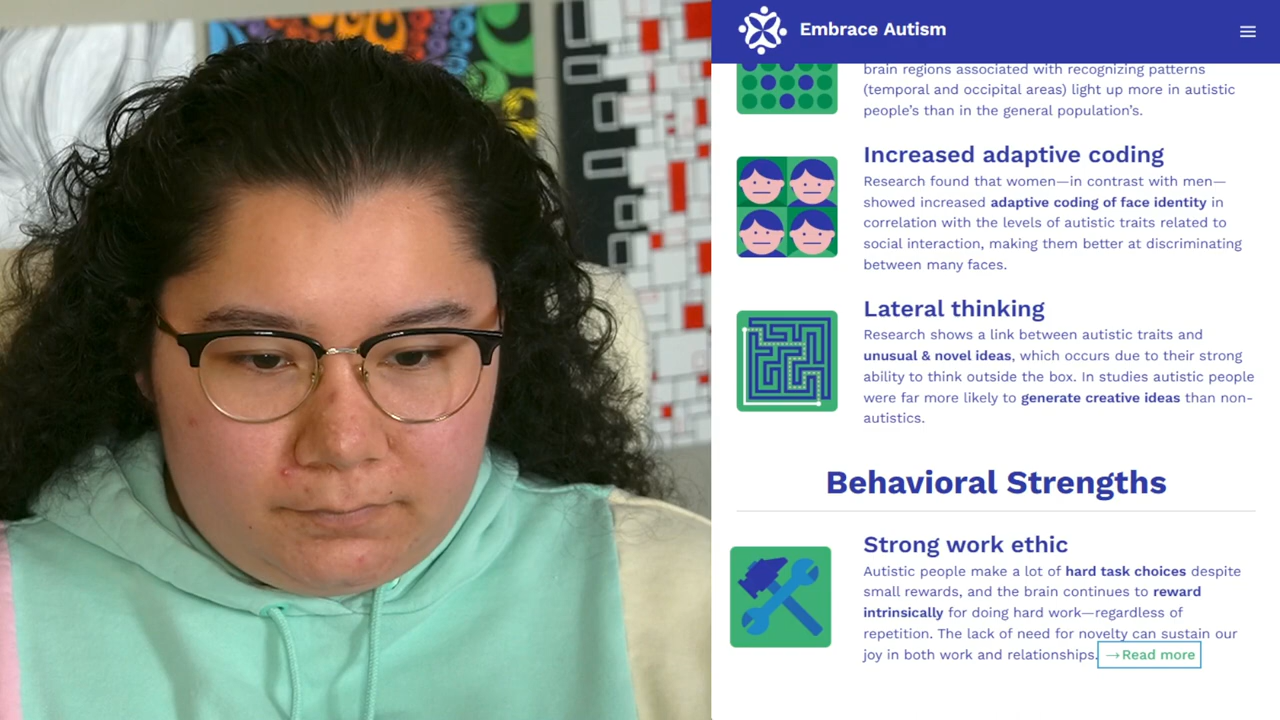 Embrace Autism
brain regions associated with recognizing patterns
(temporal and occipital areas) light up more in autistic
people's than in the general population's.
Increased adaptive coding
Research found that women—in contrast with men—
showed increased adaptive coding of face identity in
correlation with the levels of autistic traits related to
social interaction, making them better at discriminating
between many faces.
Lateral thinking
Research shows a link between autistic traits and
unusual & novel ideas, which occurs due to their strong
ability to think outside the box. In studies autistic people
were far more likely to generate creative ideas than non-
autistics.
Behavioral Strengths
Strong work ethic
Autistic people make a lot of hard task choices despite
small rewards, and the brain continues to reward
intrinsically for doing hard work—regardless of
repetition. The lack of need for novelty can sustain our
joy in both work and relationships. →Read more